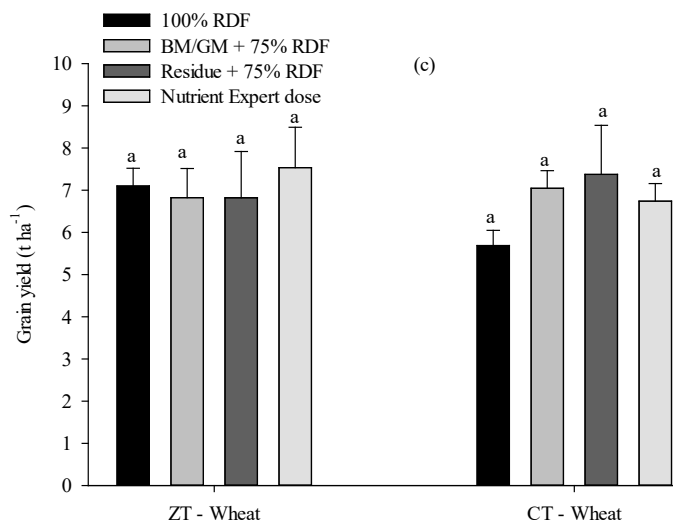 100% RDF
BM/GM + 75% RDF
Residue + 75% RDF
Nutrient Expert dose
(c)
10
9
8
7
6
5
4
3
2
1
0
Grain yield (t ha⁻¹)
a a a a
a a a a
ZT - Wheat
CT - Wheat